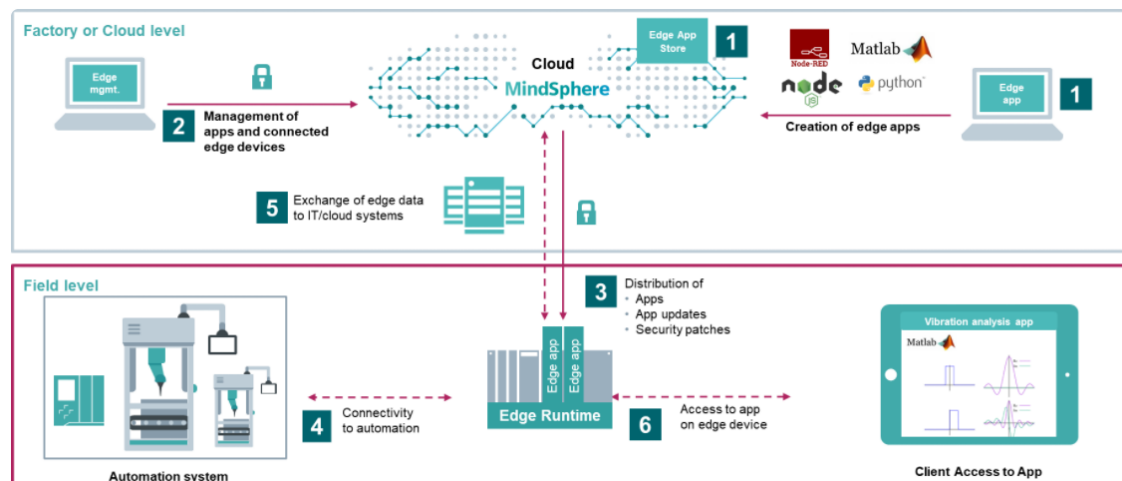 Factory or Cloud level
Edge
mgmt.
2
Management of
apps and connected
edge devices
Cloud
MindSphere
Edge App
Store
1
Node-RED
Matlab
node
JS
python
Edge
app
1
Creation of edge apps
5
Exchange of edge data
to IT/cloud systems
Field level
3
Distribution of
• Apps
• App updates
• Security patches
Automation system
4
Connectivity
to automation
Edge app
Edge app
Edge Runtime
6
Access to app
on edge device
Vibration analysis app
Matlab
Client Access to App